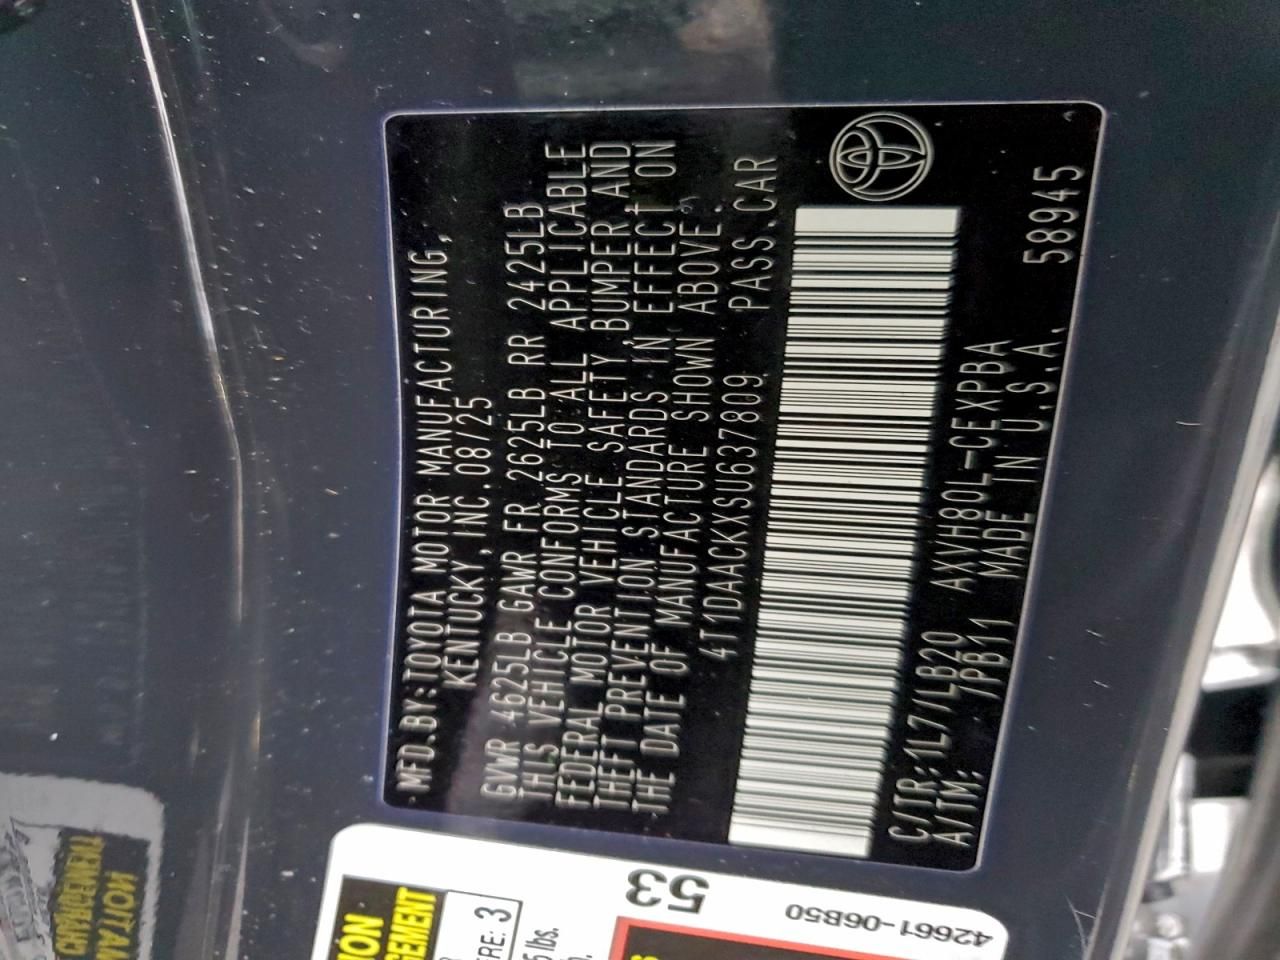 MFD.BY:TOYOTA MOTOR MANUFACTURING,
KENTUCKY, INC. 08/25
GVWR 4625LB GAWR FR 2625LB RR 2425LB
THIS VEHICLE CONFORMS TO ALL APPLICABLE
FEDERAL MOTOR VEHICLE SAFETY, BUMPER, AND
THEFT PREVENTION STANDARDS IN EFFECT ON
THE DATE OF MANUFACTURE SHOWN ABOVE.
4T1DAACKXSU637809 PASS.CAR
C/TR:1L7/LB20 AXVH80L-CEXPBA
A/TM: /PB11 MADE IN U.S.A. 58945
53
42661-06B50
5 lbs.